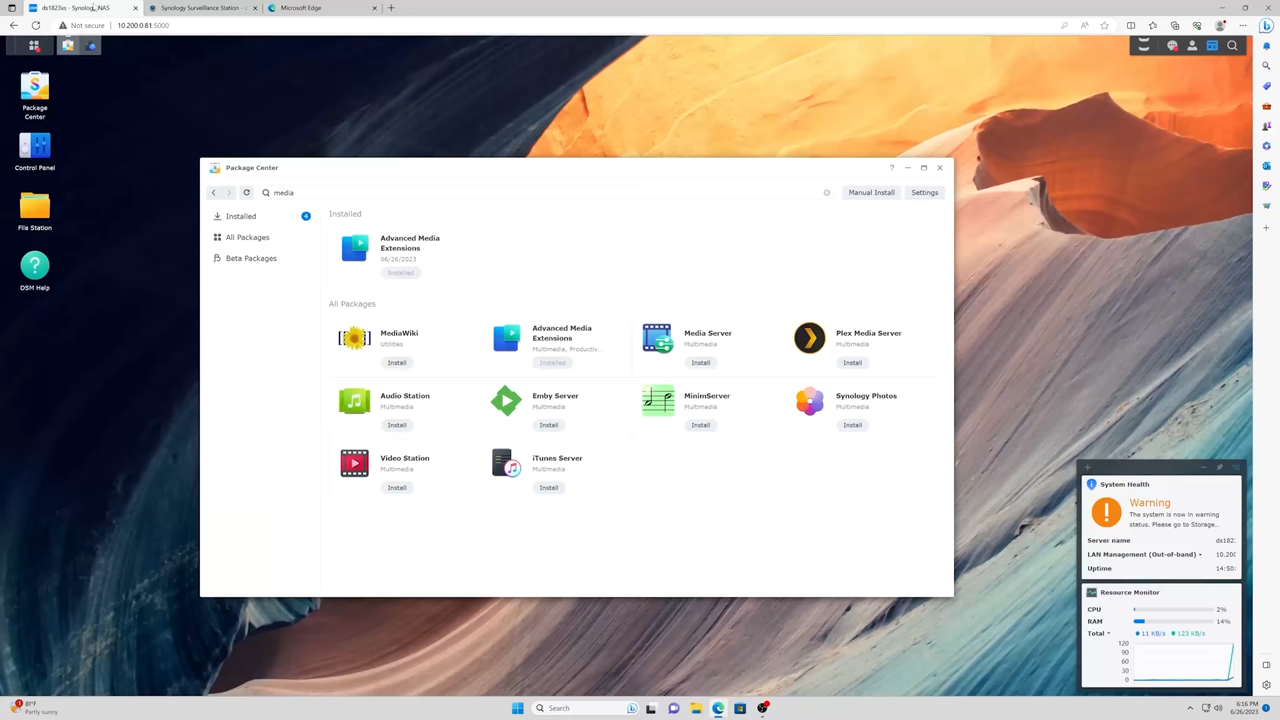 ds1823xs - Synology NAS
Synology Surveillance Station -
Microsoft Edge
Not secure
10.200.0.81:5000
Package Center
Control Panel
File Station
DSM Help
Package Center
media
Manual Install
Settings
Installed
4
All Packages
Beta Packages
Installed
Advanced Media Extensions
06/26/2023
Installed
All Packages
MediaWiki
Utilities
Install
Advanced Media Extensions
Multimedia, Productiv...
Installed
Media Server
Multimedia
Install
Plex Media Server
Multimedia
Install
Audio Station
Multimedia
Install
Emby Server
Multimedia
Install
MinimServer
Multimedia
Install
Synology Photos
Multimedia
Install
Video Station
Multimedia
Install
iTunes Server
Multimedia
Install
System Health
Warning
The system is now in warning
status. Please go to Storage...
Server name
ds182
LAN Management (Out-of-band)
10.200
Uptime
14:50:
Resource Monitor
CPU
2%
RAM
14%
Total
11 KB/s
123 KB/s
120
90
60
30
0
1
81°F
Partly sunny
Search
6:16 PM
6/26/2023